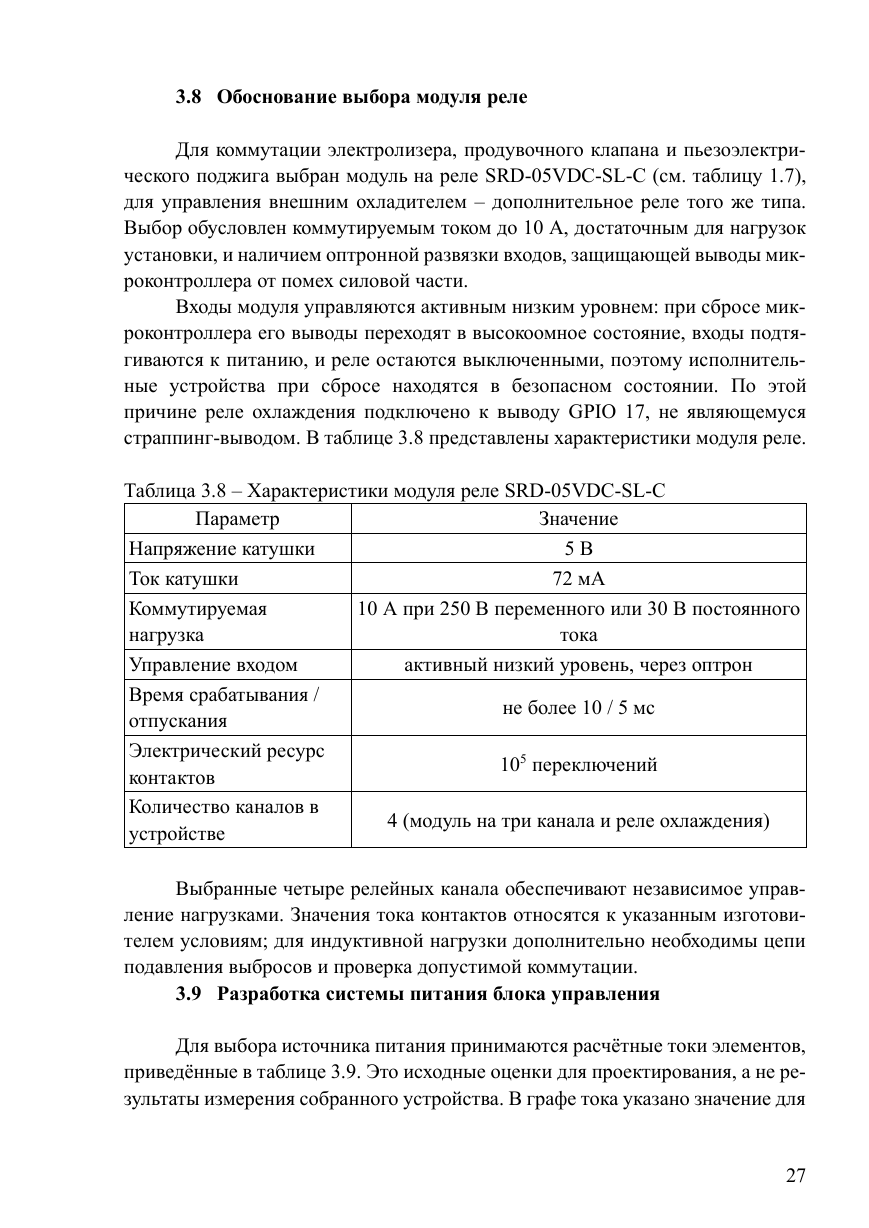 3.8 Обоснование выбора модуля реле
Для коммутации электролизера, продувочного клапана и пьезоэлектри-
ческого поджига выбран модуль на реле SRD-05VDC-SL-C (см. таблицу 1.7),
для управления внешним охладителем – дополнительное реле того же типа.
Выбор обусловлен коммутируемым током до 10 А, достаточным для нагрузок
установки, и наличием оптронной развязки входов, защищающей выводы мик-
роконтроллера от помех силовой части.
Входы модуля управляются активным низким уровнем: при сбросе мик-
роконтроллера его выводы переходят в высокоомное состояние, входы подтя-
гиваются к питанию, и реле остаются выключенными, поэтому исполнитель-
ные устройства при сбросе находятся в безопасном состоянии. По этой
причине реле охлаждения подключено к выводу GPIO 17, не являющемуся
страппинг-выводом. В таблице 3.8 представлены характеристики модуля реле.
Таблица 3.8 – Характеристики модуля реле SRD-05VDC-SL-C
Параметр Значение
Напряжение катушки 5 В
Ток катушки 72 мА
Коммутируемая 10 А при 250 В переменного или 30 В постоянного
нагрузка тока
Управление входом активный низкий уровень, через оптрон
Время срабатывания /
отпускания
не более 10 / 5 мс
Электрический ресурс
контактов
10⁵ переключений
Количество каналов в
устройстве
4 (модуль на три канала и реле охлаждения)
Выбранные четыре релейных канала обеспечивают независимое управ-
ление нагрузками. Значения тока контактов относятся к указанным изготови-
телем условиям; для индуктивной нагрузки дополнительно необходимы цепи
подавления выбросов и проверка допустимой коммутации.
3.9 Разработка системы питания блока управления
Для выбора источника питания принимаются расчётные токи элементов,
приведённые в таблице 3.9. Это исходные оценки для проектирования, а не ре-
зультаты измерения собранного устройства. В графе тока указано значение для
27